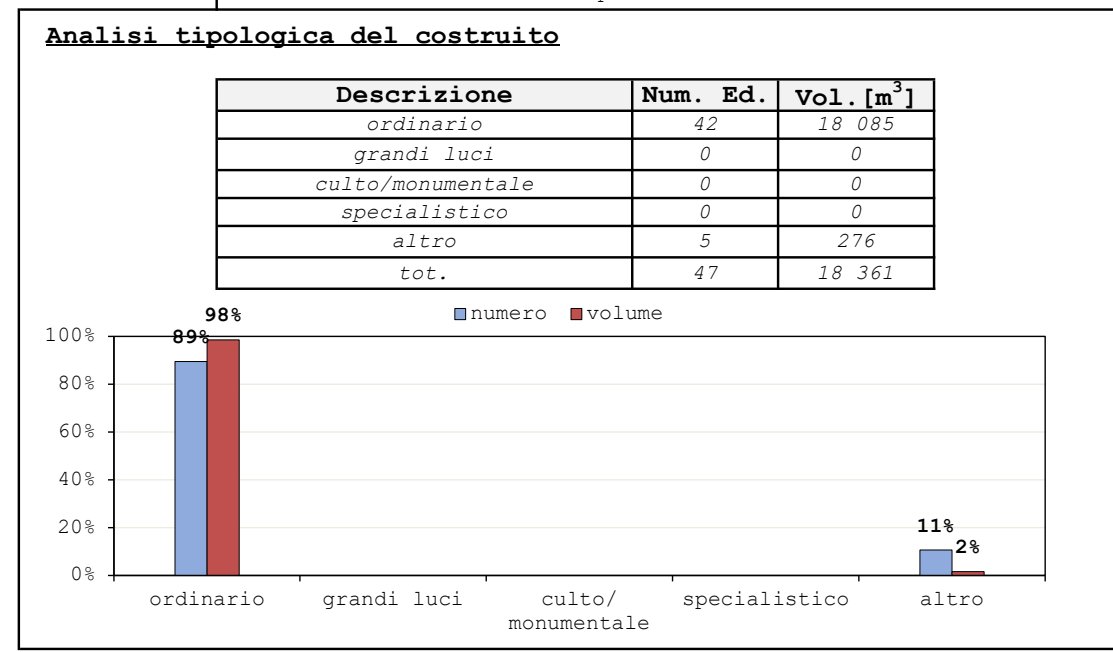 Analisi tipologica del costruito
Descrizione Num. Ed. Vol.[m³]
ordinario 42 18 085
grandi luci 0 0
culto/monumentale 0 0
specialistico 0 0
altro 5 276
tot. 47 18 361
numero volume
98%
100%
89%
80%
60%
40%
20%
11%
2%
0%
ordinario grandi luci culto/ specialistico altro
monumentale